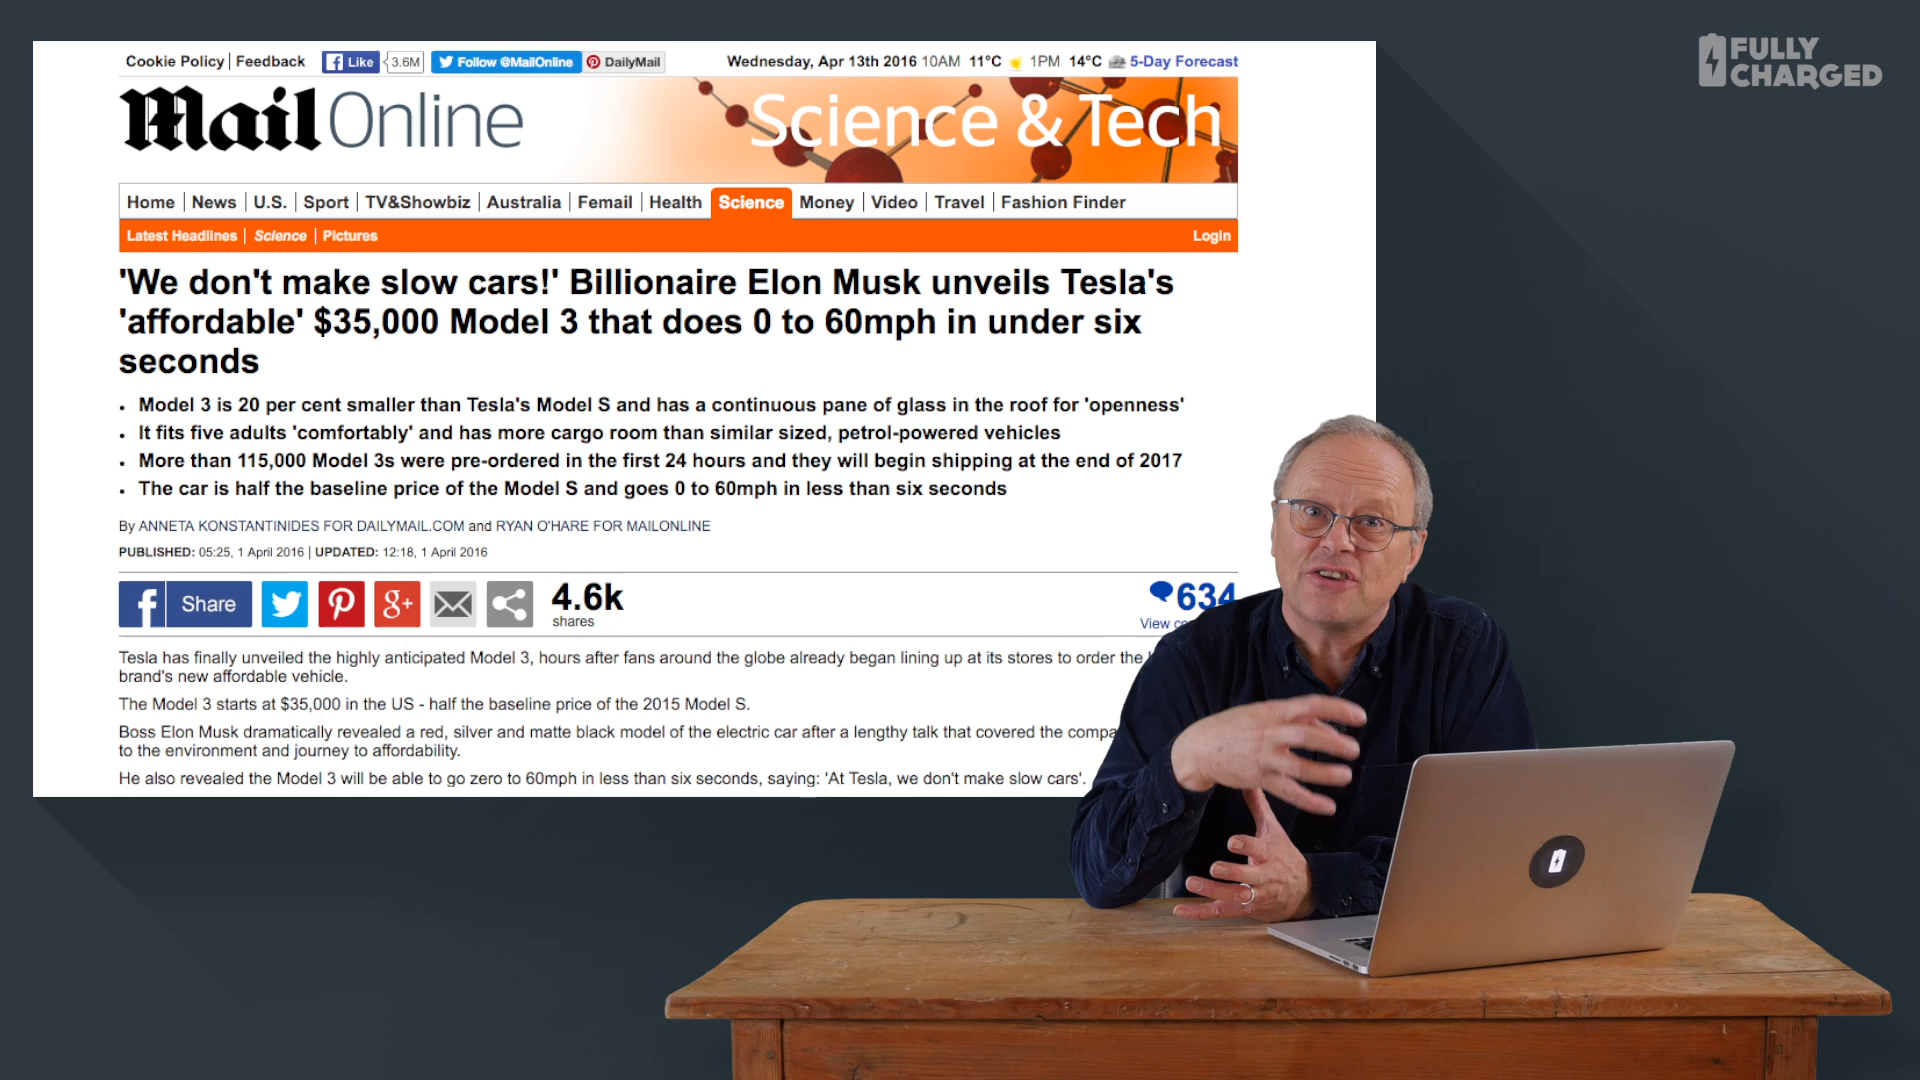 Cookie Policy | Feedback Like 3.6M Follow @MailOnline DailyMail Wednesday, Apr 13th 2016 10AM 11°C 1PM 14°C 5-Day Forecast
FULLY
CHARGED
Mail Online Science & Tech
Home | News | U.S. | Sport | TV&Showbiz | Australia | Femail | Health Science Money | Video | Travel | Fashion Finder
Latest Headlines | Science | Pictures Login
'We don't make slow cars!' Billionaire Elon Musk unveils Tesla's
'affordable' $35,000 Model 3 that does 0 to 60mph in under six
seconds
• Model 3 is 20 per cent smaller than Tesla's Model S and has a continuous pane of glass in the roof for 'openness'
• It fits five adults 'comfortably' and has more cargo room than similar sized, petrol-powered vehicles
• More than 115,000 Model 3s were pre-ordered in the first 24 hours and they will begin shipping at the end of 2017
• The car is half the baseline price of the Model S and goes 0 to 60mph in less than six seconds
By ANNETA KONSTANTINIDES FOR DAILYMAIL.COM and RYAN O'HARE FOR MAILONLINE
PUBLISHED: 05:25, 1 April 2016 | UPDATED: 12:18, 1 April 2016
f Share g+ 4.6k 634
shares View
Tesla has finally unveiled the highly anticipated Model 3, hours after fans around the globe already began lining up at its stores to order the
brand's new affordable vehicle.
The Model 3 starts at $35,000 in the US - half the baseline price of the 2015 Model S.
Boss Elon Musk dramatically revealed a red, silver and matte black model of the electric car after a lengthy talk that covered the
to the environment and journey to affordability.
He also revealed the Model 3 will be able to go zero to 60mph in less than six seconds, saying: 'At Tesla, we don't make slow cars'.